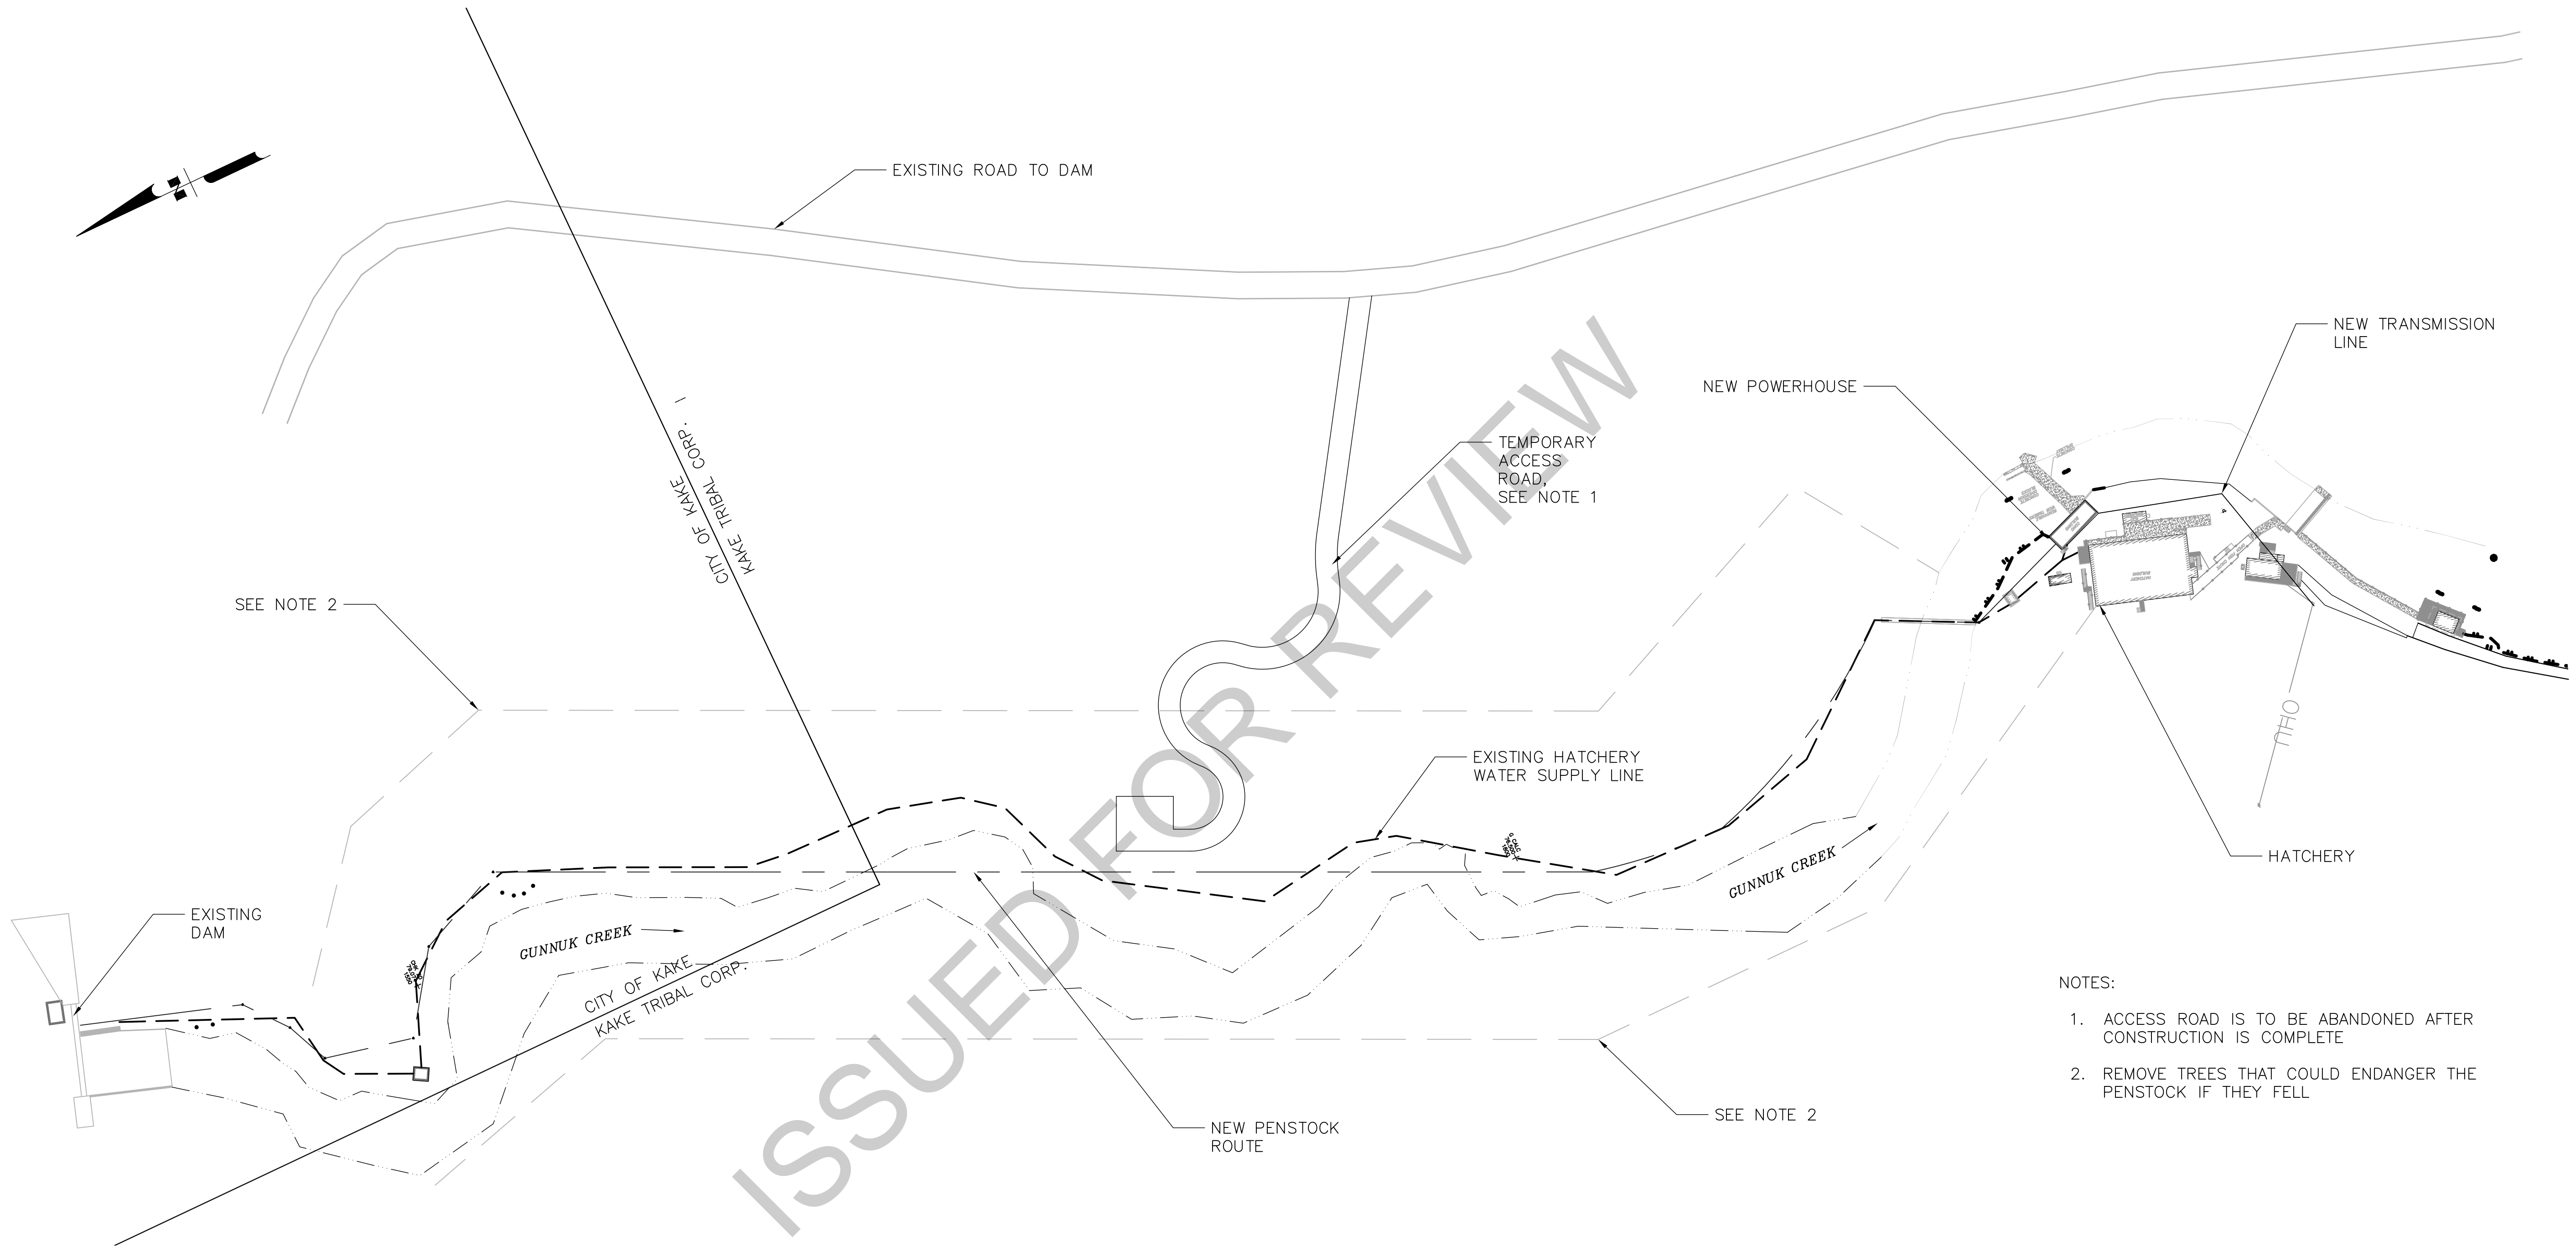 EXISTING ROAD TO DAM
N
NEW TRANSMISSION
LINE
NEW POWERHOUSE
CITY OF KAKE
KAKE TRIBAL CORP.
TEMPORARY
ACCESS
ROAD,
SEE NOTE 1
SEE NOTE 2
HATCHERY
BUILDING
OHU
EXISTING HATCHERY
WATER SUPPLY LINE
HATCHERY
GUNNUK CREEK
EXISTING
DAM
GUNNUK CREEK
CITY OF KAKE
KAKE TRIBAL CORP.
NEW PENSTOCK
ROUTE
SEE NOTE 2
NOTES:
1. ACCESS ROAD IS TO BE ABANDONED AFTER
CONSTRUCTION IS COMPLETE
2. REMOVE TREES THAT COULD ENDANGER THE
PENSTOCK IF THEY FELL
ISSUED FOR REVIEW